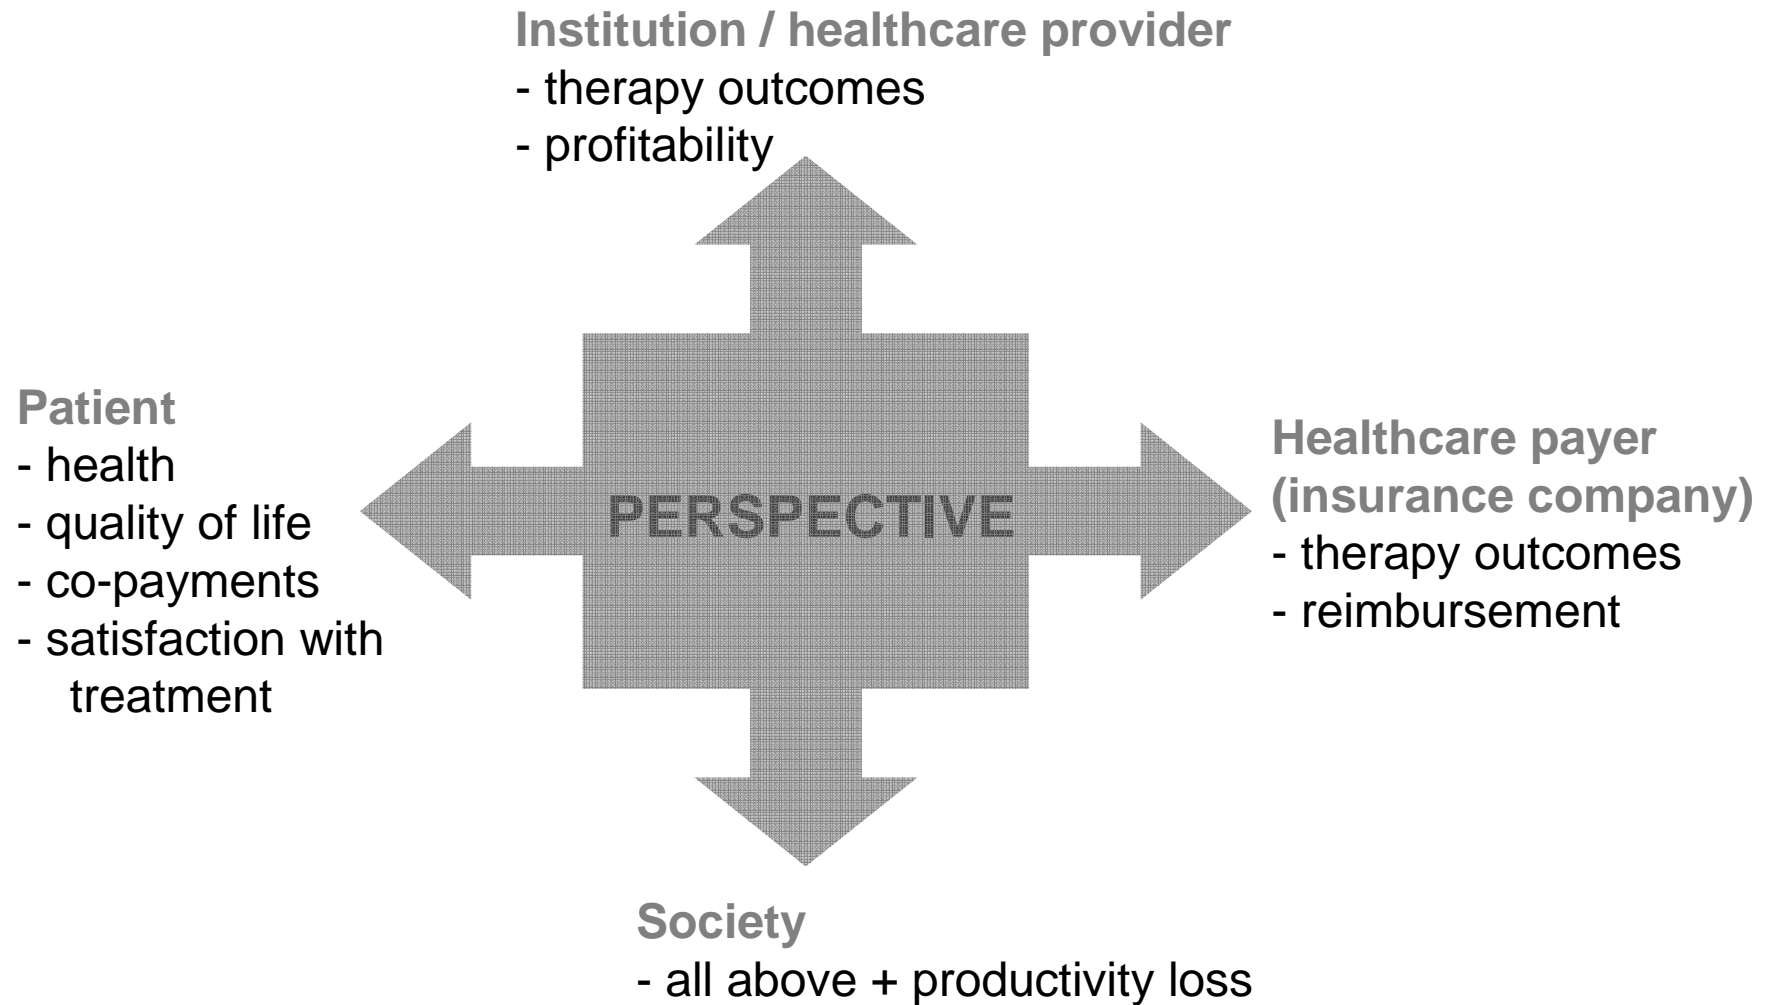 Institution / healthcare provider
- therapy outcomes
- profitability
Patient
- health
- quality of life
- co-payments
- satisfaction with
treatment
PERSPECTIVE
Healthcare payer
(insurance company)
- therapy outcomes
- reimbursement
Society
- all above + productivity loss